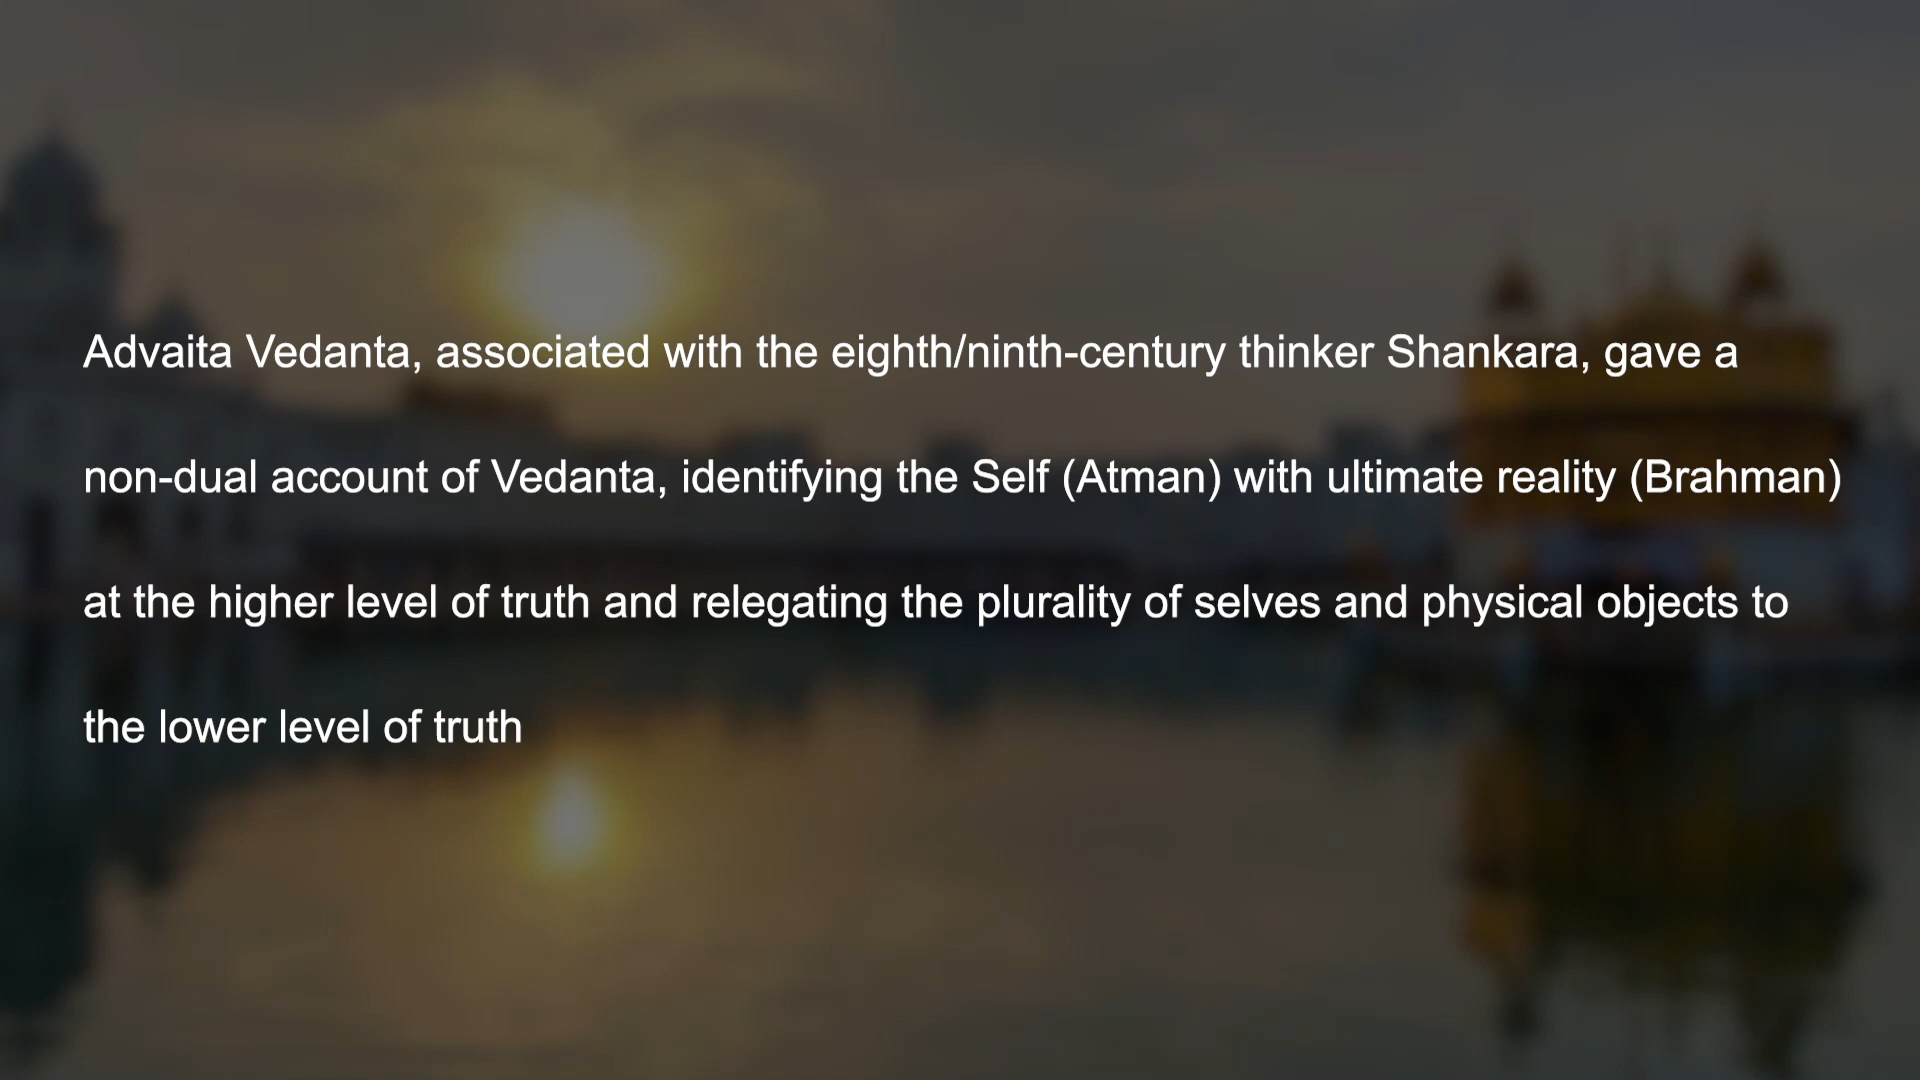 Advaita Vedanta, associated with the eighth/ninth-century thinker Shankara, gave a
non-dual account of Vedanta, identifying the Self (Atman) with ultimate reality (Brahman)
at the higher level of truth and relegating the plurality of selves and physical objects to
the lower level of truth